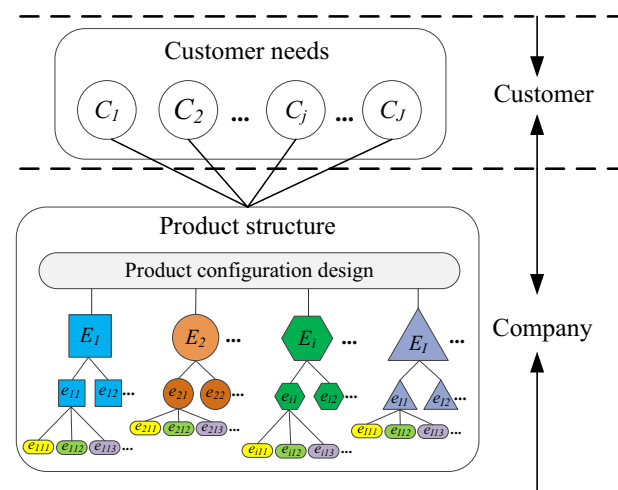 Customer needs
C1 C2 ... Cj ... CJ
Customer
Product structure
Product configuration design
E1 E2 ... Ei ... EI ...
Company
e11 e12 ... e21 e22 ... ei1 ei2 ... eI1 eI2 ...
e111 e112 e113 ... e211 e212 e213 ... ei11 ei12 ei13 ... eI11 eI12 eI13 ...